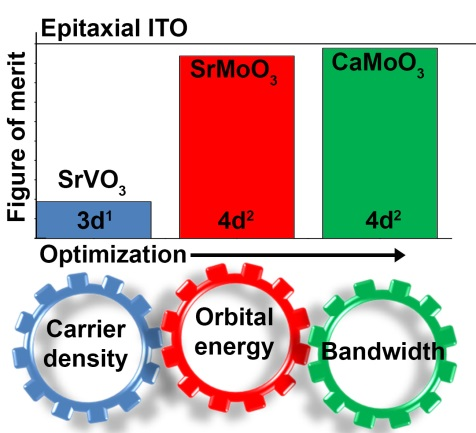 Epitaxial ITO
Figure of merit
SrVO₃
3d¹
SrMoO₃
4d²
CaMoO₃
4d²
Optimization
Carrier
density
Orbital
energy
Bandwidth